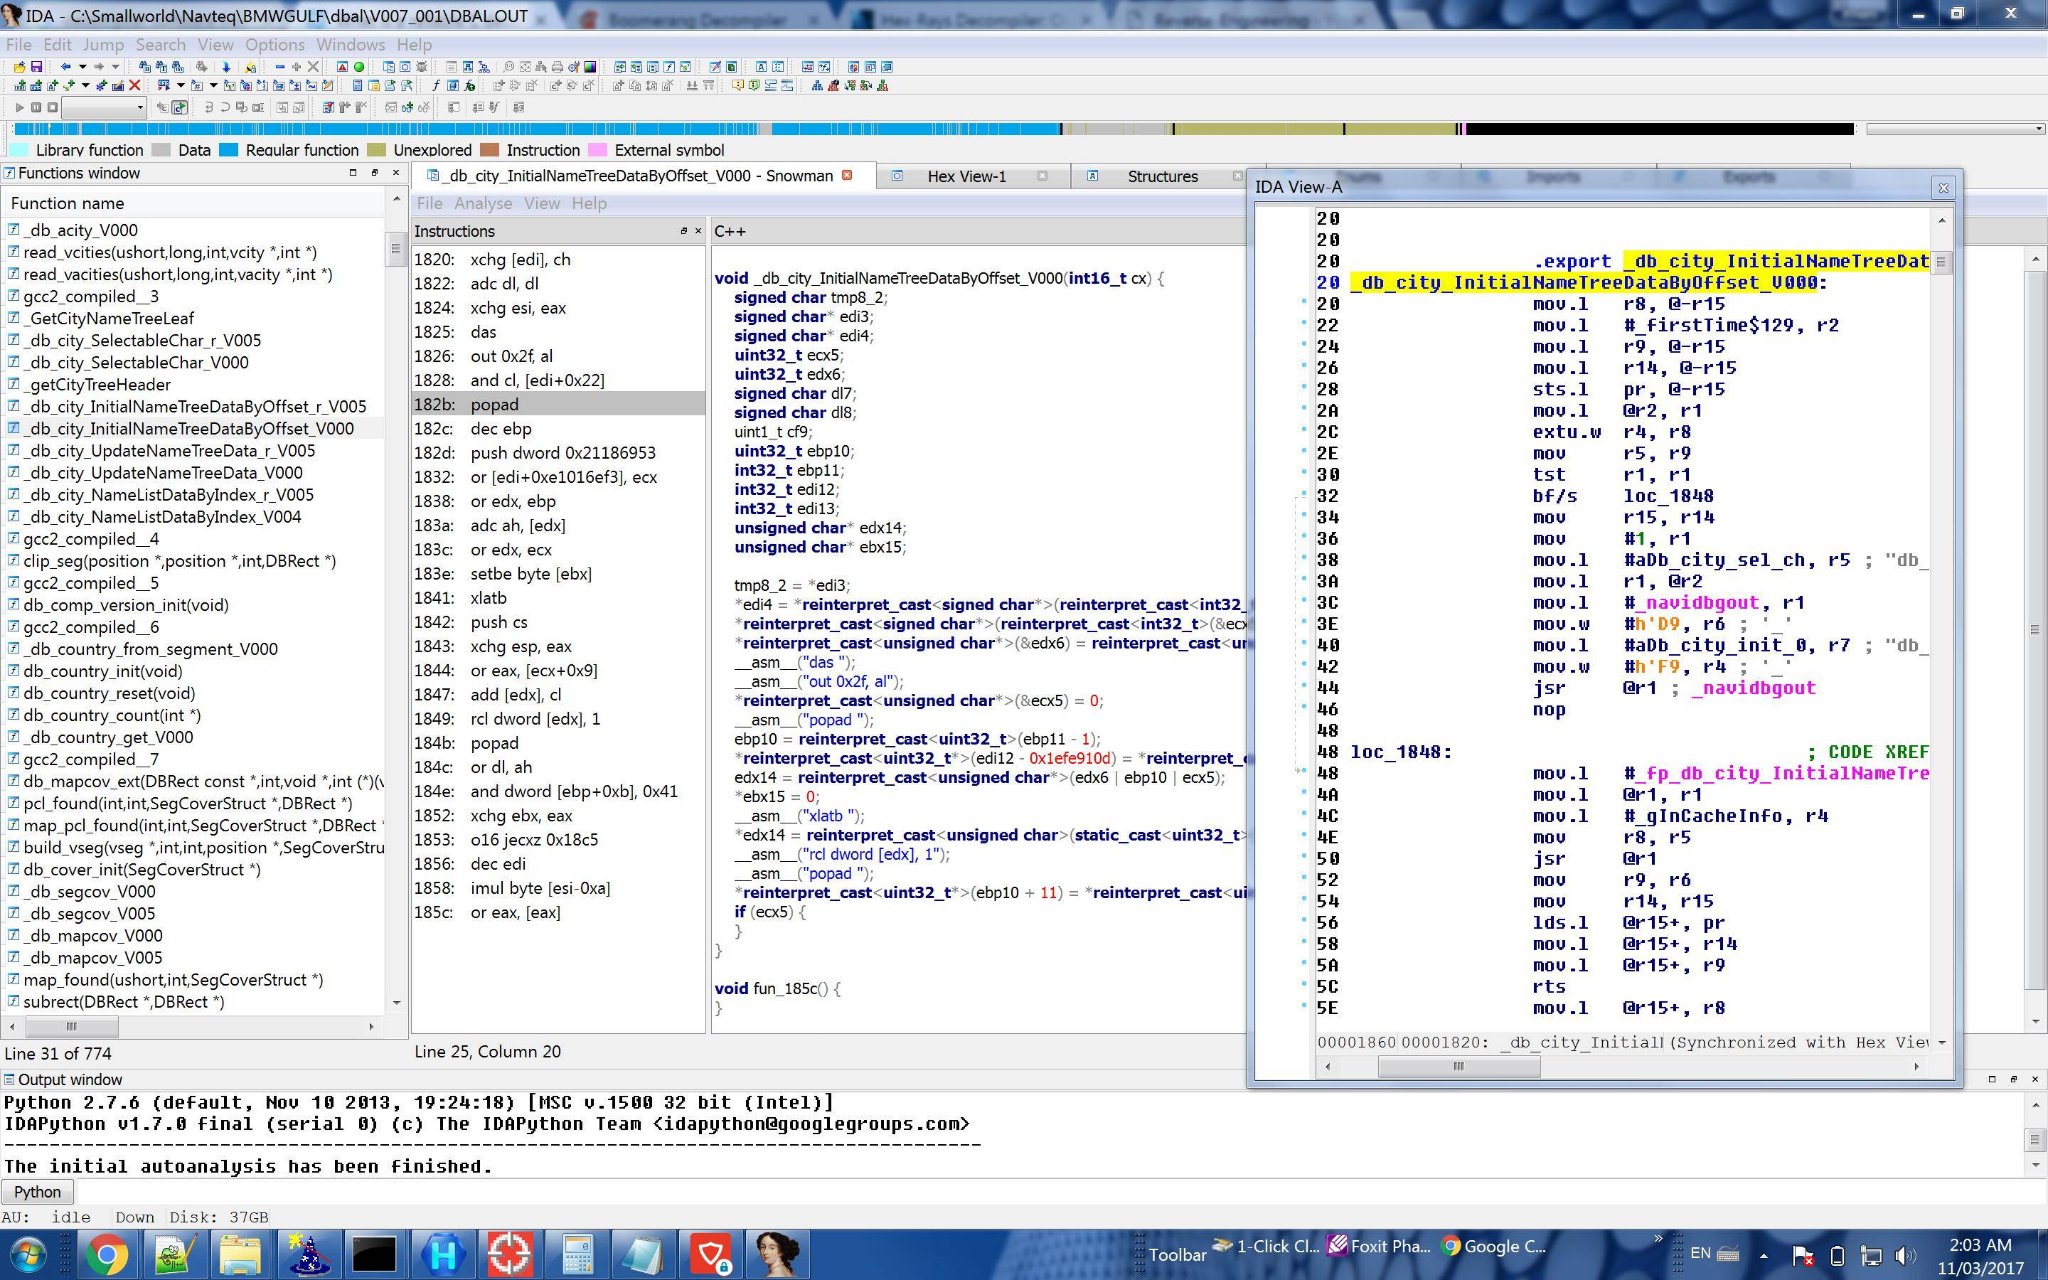 IDA - C:\Smallworld\Navteq\BMWGULF\dbal\V007_001\DBAL.OUT
File Edit Jump Search View Options Windows Help
Library function Data Regular function Unexplored Instruction External symbol
Functions window
Function name
_db_acity_V000
read_vcities(ushort,long,int,vcity *,int *)
read_vacities(ushort,long,int,vacity *,int *)
gcc2_compiled__3
_GetCityNameTreeLeaf
_db_city_SelectableChar_r_V005
_db_city_SelectableChar_V000
_getCityTreeHeader
_db_city_InitialNameTreeDataByOffset_r_V005
_db_city_InitialNameTreeDataByOffset_V000
_db_city_UpdateNameTreeData_r_V005
_db_city_UpdateNameTreeData_V000
_db_city_NameListDataByIndex_r_V005
_db_city_NameListDataByIndex_V004
gcc2_compiled__4
clip_seg(position *,position *,int,DBRect *)
gcc2_compiled__5
db_comp_version_init(void)
gcc2_compiled__6
_db_country_from_segment_V000
db_country_init(void)
db_country_reset(void)
db_country_count(int *)
_db_country_get_V000
gcc2_compiled__7
db_mapcov_ext(DBRect const *,int,void *,int (*)(v
pcl_found(int,int,SegCoverStruct *,DBRect *)
map_pcl_found(int,int,SegCoverStruct *,DBRect *
build_vseg(vseg *,int,int,position *,SegCoverStru
db_cover_init(SegCoverStruct *)
_db_segcov_V000
_db_segcov_V005
_db_mapcov_V000
_db_mapcov_V005
map_found(ushort,int,SegCoverStruct *)
subrect(DBRect *,DBRect *)
Line 31 of 774
_db_city_InitialNameTreeDataByOffset_V000 - Snowman
Hex View-1
Structures
Enums
Imports
Exports
File Analyse View Help
Instructions
1820: xchg [edi], ch
1822: adc dl, dl
1824: xchg esi, eax
1825: das
1826: out 0x2f, al
1828: and cl, [edi+0x22]
182b: popad
182c: dec ebp
182d: push dword 0x21186953
1832: or [edi+0xe1016ef3], ecx
1838: or edx, ebp
183a: adc ah, [edx]
183c: or edx, ecx
183e: setbe byte [ebx]
1841: xlatb
1842: push cs
1843: xchg esp, eax
1844: or eax, [ecx+0x9]
1847: add [edx], cl
1849: rcl dword [edx], 1
184b: popad
184c: or dl, ah
184e: and dword [ebp+0xb], 0x41
1852: xchg ebx, eax
1853: o16 jecxz 0x18c5
1856: dec edi
1858: imul byte [esi-0xa]
185c: or eax, [eax]
C++
void _db_city_InitialNameTreeDataByOffset_V000(int16_t cx) {
signed char tmp8_2;
signed char* edi3;
signed char* edi4;
uint32_t ecx5;
uint32_t edx6;
signed char dl7;
signed char dl8;
uint1_t cf9;
uint32_t ebp10;
int32_t ebp11;
int32_t edi12;
int32_t edi13;
unsigned char* edx14;
unsigned char* ebx15;
tmp8_2 = *edi3;
*edi4 = *reinterpret_cast<signed char*>(reinterpret_cast<int32_
*reinterpret_cast<signed char*>(reinterpret_cast<int32_t>(&ecx
*reinterpret_cast<unsigned char*>(&edx6) = reinterpret_cast<un
__asm__("das ");
__asm__("out 0x2f, al");
*reinterpret_cast<unsigned char*>(&ecx5) = 0;
__asm__("popad ");
ebp10 = reinterpret_cast<uint32_t>(ebp11 - 1);
*reinterpret_cast<uint32_t*>(edi12 - 0x1efe910d) = *reinterpret_c
edx14 = reinterpret_cast<unsigned char*>(edx6 | ebp10 | ecx5);
*ebx15 = 0;
__asm__("xlatb ");
*edx14 = reinterpret_cast<unsigned char>(static_cast<uint32_t>
__asm__("rcl dword [edx], 1");
__asm__("popad ");
*reinterpret_cast<uint32_t*>(ebp10 + 11) = *reinterpret_cast<ui
if (ecx5) {
}
}
void fun_185c() {
}
Line 25, Column 20
IDA View-A
20
20
20 .export _db_city_InitialNameTreeDat
20 _db_city_InitialNameTreeDataByOffset_V000:
20 mov.l r8, @-r15
22 mov.l #_firstTime$129, r2
24 mov.l r9, @-r15
26 mov.l r14, @-r15
28 sts.l pr, @-r15
2A mov.l @r2, r1
2C extu.w r4, r8
2E mov r5, r9
30 tst r1, r1
32 bf/s loc_1848
34 mov r15, r14
36 mov #1, r1
38 mov.l #aDb_city_sel_ch, r5 ; "db_
3A mov.l r1, @r2
3C mov.l #_navidbgout, r1
3E mov.w #h'D9, r6 ; '_'
40 mov.l #aDb_city_init_0, r7 ; "db_
42 mov.w #h'F9, r4 ; '_'
44 jsr @r1 ; _navidbgout
46 nop
48
48 loc_1848: ; CODE XREF
48 mov.l #_fp_db_city_InitialNameTre
4A mov.l @r1, r1
4C mov.l #_gInCacheInfo, r4
4E mov r8, r5
50 jsr @r1
52 mov r9, r6
54 mov r14, r15
56 lds.l @r15+, pr
58 mov.l @r15+, r14
5A mov.l @r15+, r9
5C rts
5E mov.l @r15+, r8
00001860 00001820: _db_city_Initial (Synchronized with Hex View
Output window
Python 2.7.6 (default, Nov 10 2013, 19:24:18) [MSC v.1500 32 bit (Intel)]
IDAPython v1.7.0 final (serial 0) (c) The IDAPython Team <idapython@googlegroups.com>
The initial autoanalysis has been finished.
Python
AU: idle Down Disk: 37GB
Toolbar 1-Click Cl... Foxit Pha... Google C... » EN 2:03 AM
11/03/2017